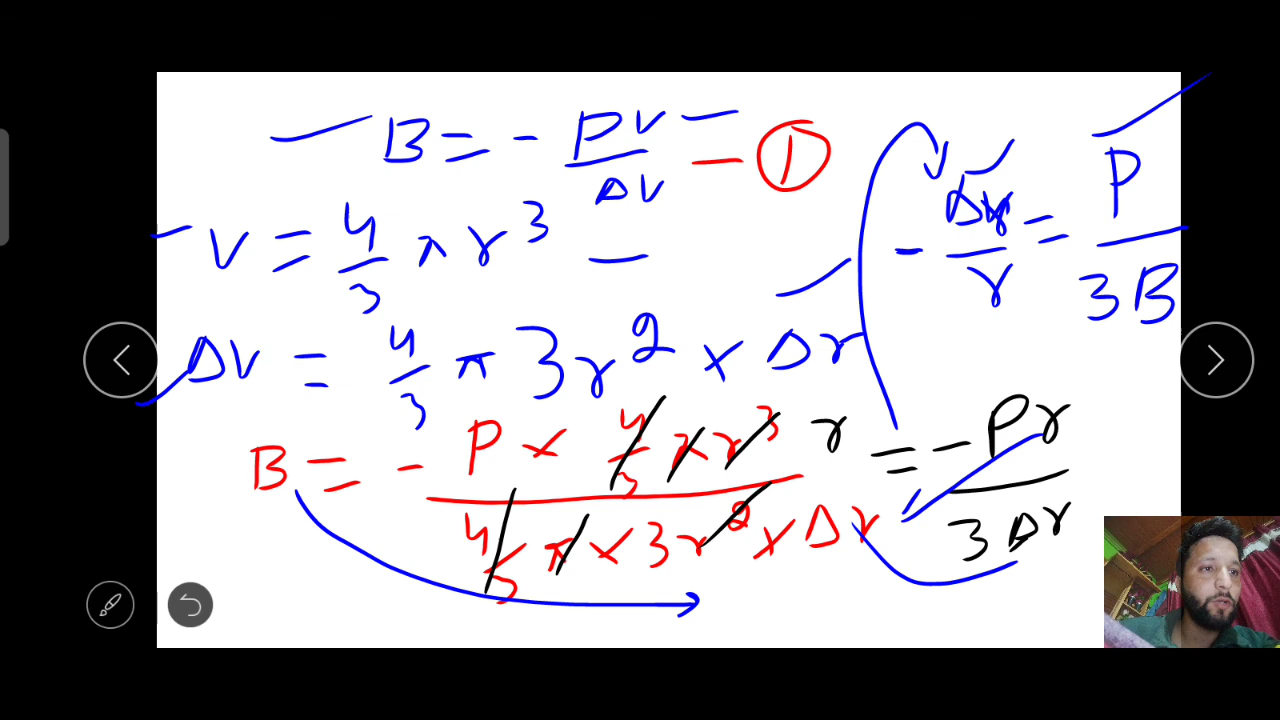 B = - PV/ΔV = ①
V = 4/3 π r³
ΔV = 4/3 π 3r² × Δr
B = - P × 4/3 π r³ r / 4/3 π × 3r² × Δr = - Pr / 3Δr
- Δr/r = P/3B